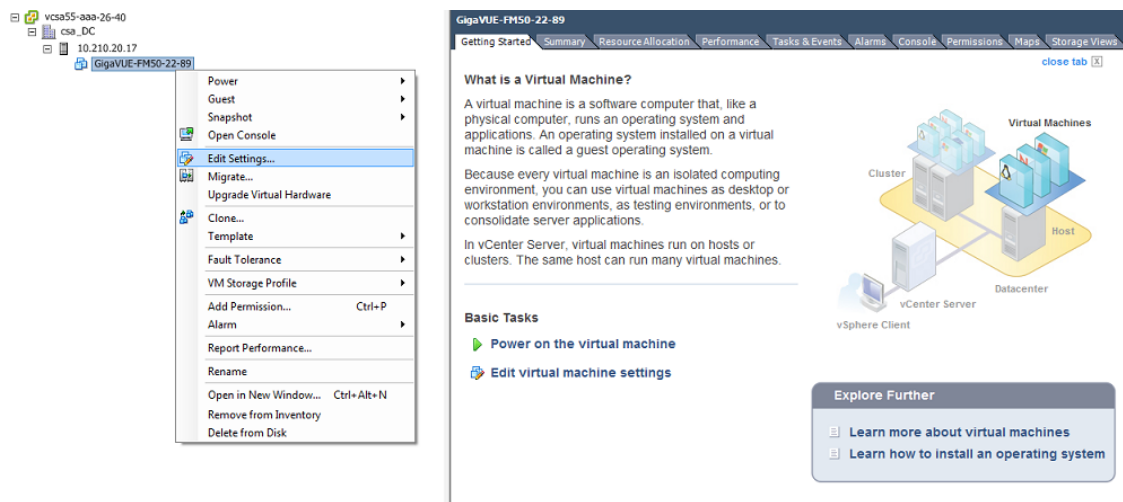 vcsa55-aaa-26-40
csa_DC
10.210.20.17
GigaVUE-FM50-22-89
Power
Guest
Snapshot
Open Console
Edit Settings...
Migrate...
Upgrade Virtual Hardware
Clone...
Template
Fault Tolerance
VM Storage Profile
Add Permission... Ctrl+P
Alarm
Report Performance...
Rename
Open in New Window... Ctrl+Alt+N
Remove from Inventory
Delete from Disk
GigaVUE-FM50-22-89
Getting Started Summary Resource Allocation Performance Tasks & Events Alarms Console Permissions Maps Storage Views
close tab X
What is a Virtual Machine?
A virtual machine is a software computer that, like a
physical computer, runs an operating system and
applications. An operating system installed on a virtual
machine is called a guest operating system.
Because every virtual machine is an isolated computing
environment, you can use virtual machines as desktop or
workstation environments, as testing environments, or to
consolidate server applications.
In vCenter Server, virtual machines run on hosts or
clusters. The same host can run many virtual machines.
Virtual Machines
Cluster
Host
Datacenter
vCenter Server
vSphere Client
Basic Tasks
Power on the virtual machine
Edit virtual machine settings
Explore Further
Learn more about virtual machines
Learn how to install an operating system